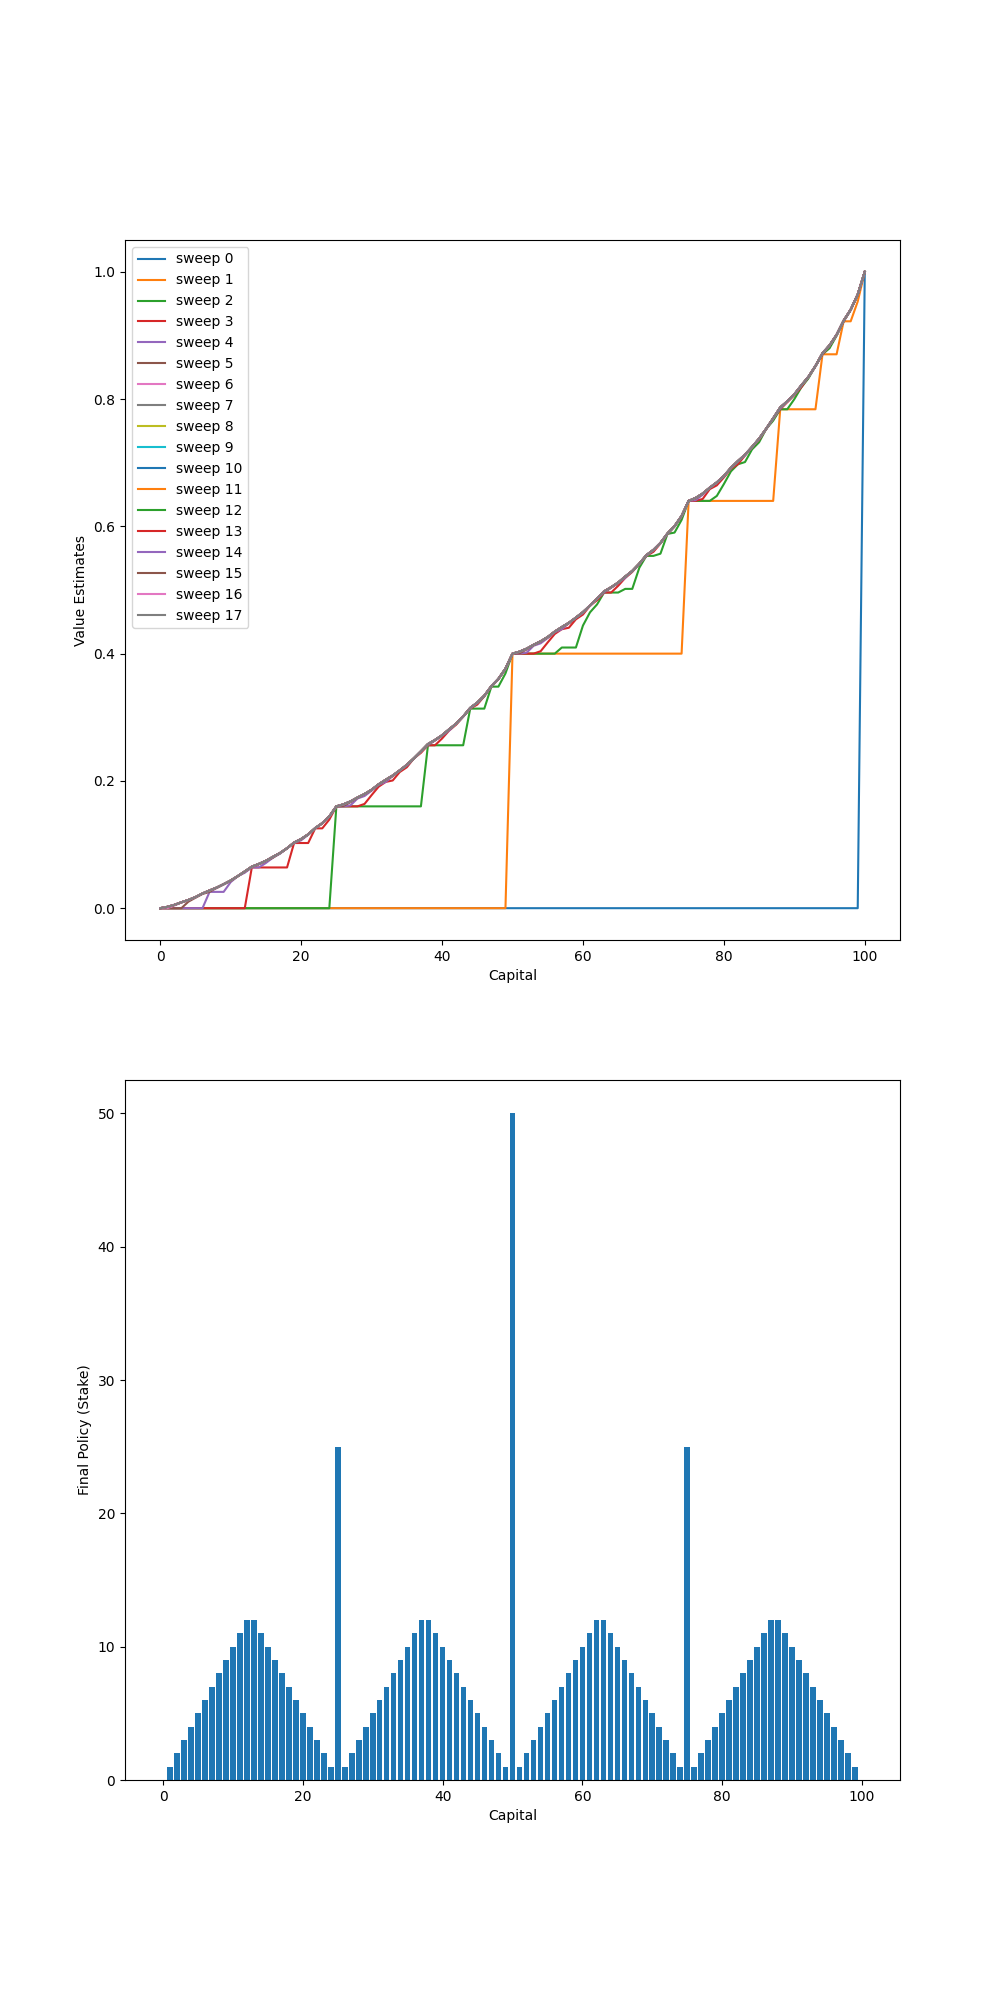 1.0
0.8
0.6
0.4
0.2
0.0
Value Estimates
sweep 0
sweep 1
sweep 2
sweep 3
sweep 4
sweep 5
sweep 6
sweep 7
sweep 8
sweep 9
sweep 10
sweep 11
sweep 12
sweep 13
sweep 14
sweep 15
sweep 16
sweep 17
0 20 40 60 80 100
Capital
50
40
30
20
10
0
Final Policy (Stake)
0 20 40 60 80 100
Capital